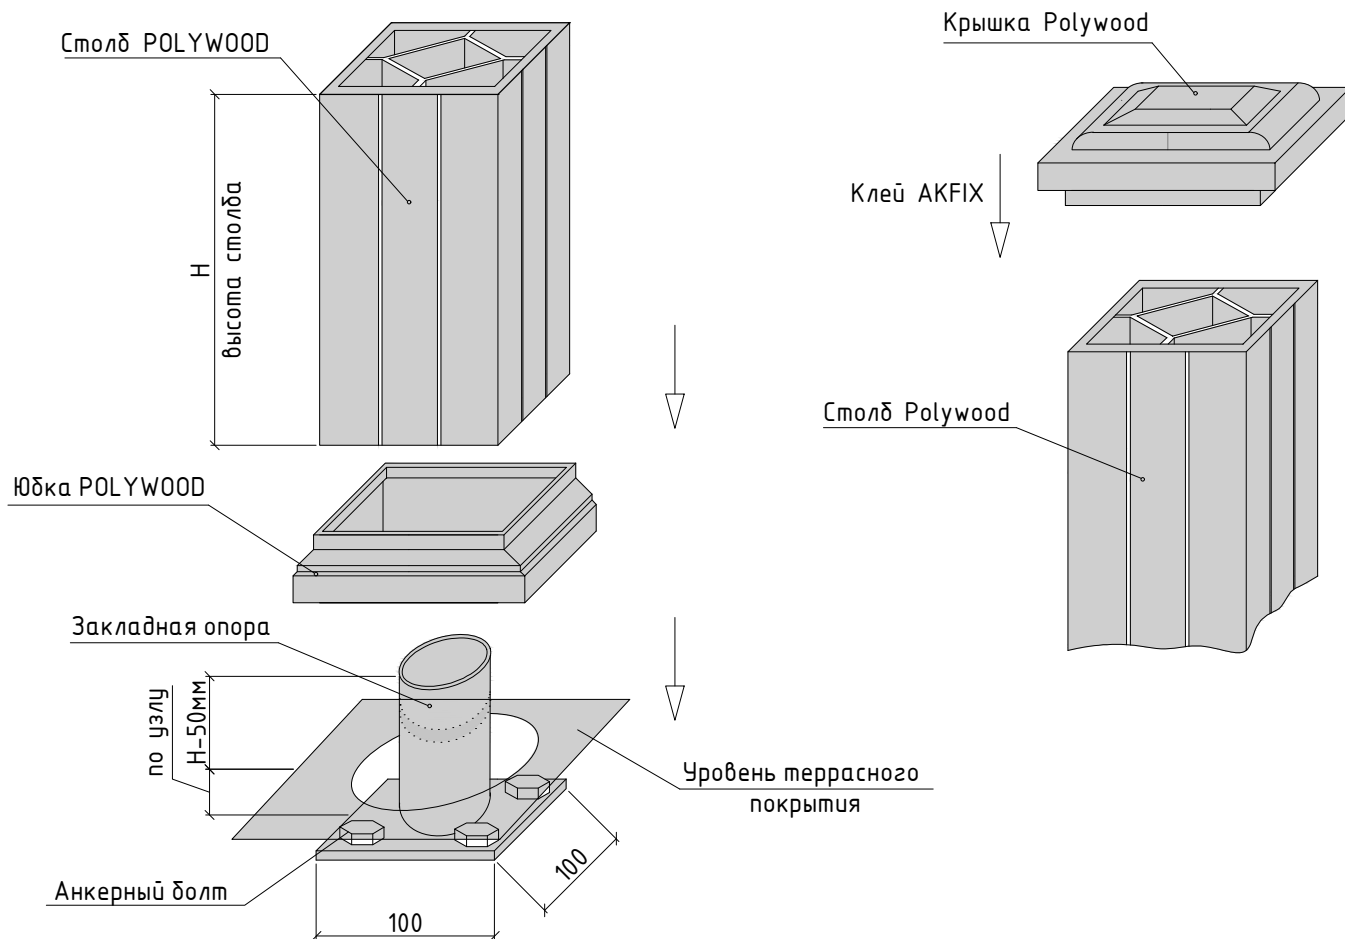 Столб POLYWOOD
H
высота столба
Юбка POLYWOOD
Закладная опора
по узлу
H-50мм
Уровень террасного
покрытия
Анкерный болт
100
100
Крышка Polywood
Клей AKFIX
Столб Polywood